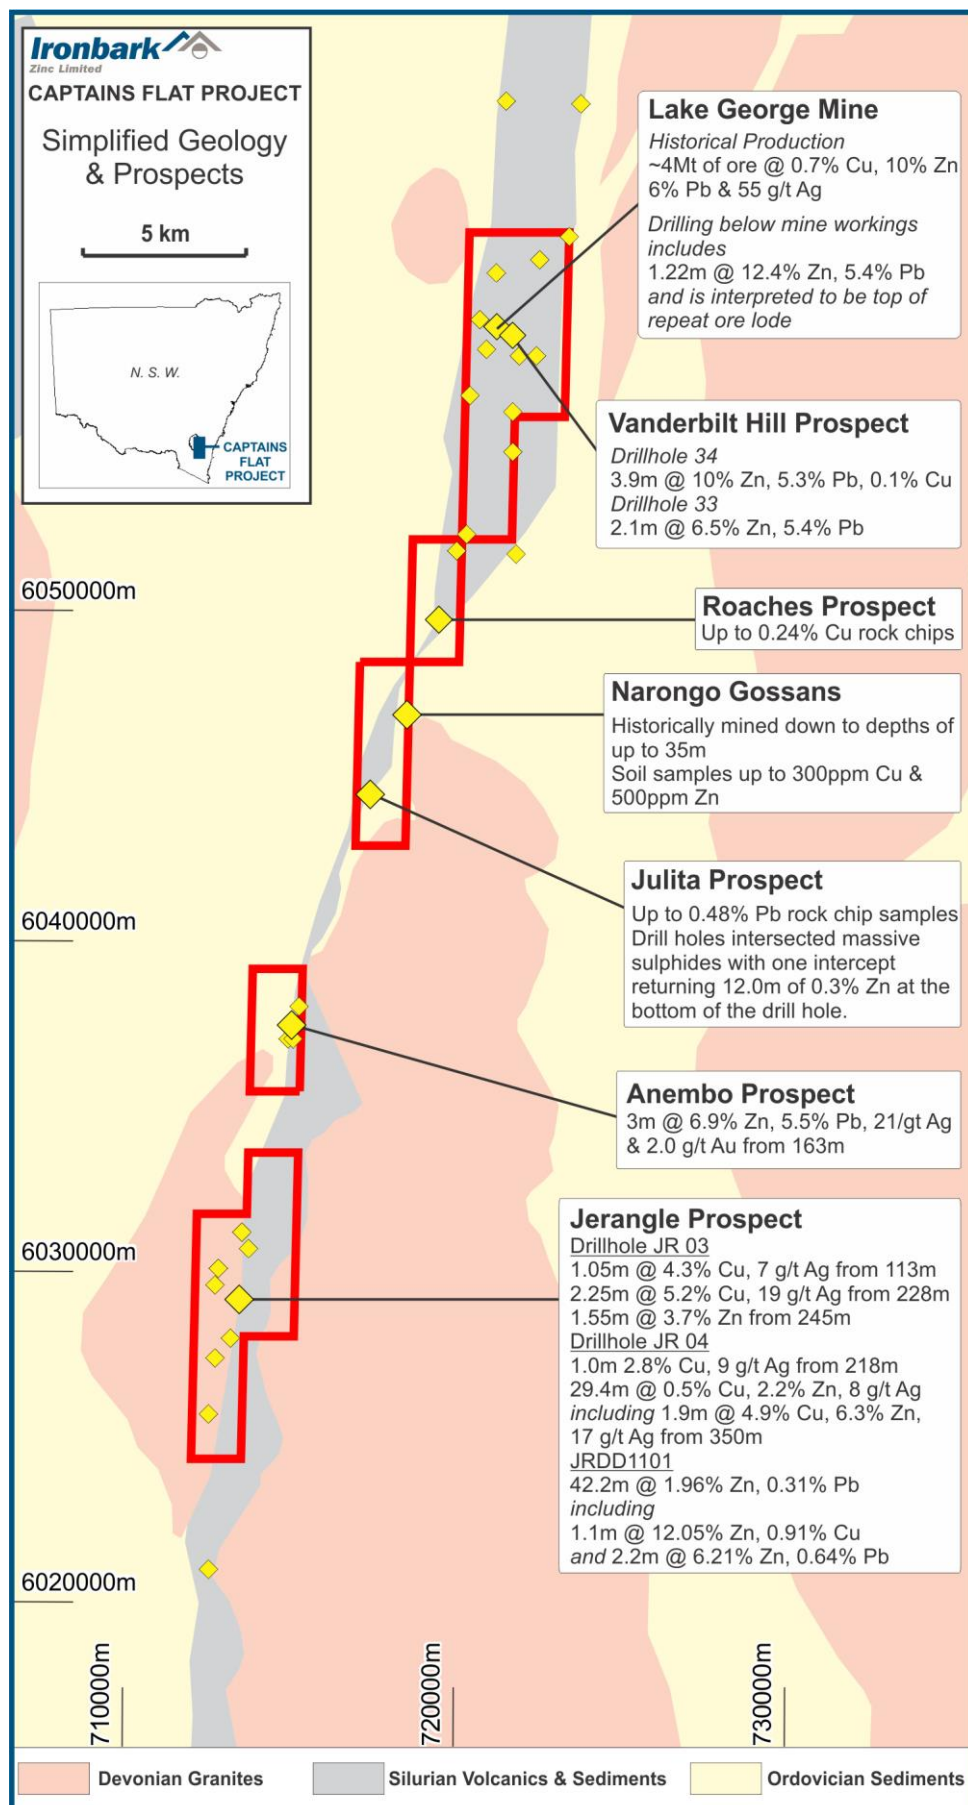 Ironbark
Zinc Limited
CAPTAINS FLAT PROJECT
Simplified Geology
& Prospects
5 km
N. S. W.
CAPTAINS
FLAT
PROJECT
Lake George Mine
Historical Production
~4Mt of ore @ 0.7% Cu, 10% Zn
6% Pb & 55 g/t Ag
Drilling below mine workings
includes
1.22m @ 12.4% Zn, 5.4% Pb
and is interpreted to be top of
repeat ore lode
Vanderbilt Hill Prospect
Drillhole 34
3.9m @ 10% Zn, 5.3% Pb, 0.1% Cu
Drillhole 33
2.1m @ 6.5% Zn, 5.4% Pb
6050000m
Roaches Prospect
Up to 0.24% Cu rock chips
Narongo Gossans
Historically mined down to depths of
up to 35m
Soil samples up to 300ppm Cu &
500ppm Zn
Julita Prospect
Up to 0.48% Pb rock chip samples
Drill holes intersected massive
sulphides with one intercept
returning 12.0m of 0.3% Zn at the
bottom of the drill hole.
6040000m
Anembo Prospect
3m @ 6.9% Zn, 5.5% Pb, 21/gt Ag
& 2.0 g/t Au from 163m
Jerangle Prospect
Drillhole JR 03
1.05m @ 4.3% Cu, 7 g/t Ag from 113m
2.25m @ 5.2% Cu, 19 g/t Ag from 228m
1.55m @ 3.7% Zn from 245m
Drillhole JR 04
1.0m 2.8% Cu, 9 g/t Ag from 218m
29.4m @ 0.5% Cu, 2.2% Zn, 8 g/t Ag
including 1.9m @ 4.9% Cu, 6.3% Zn,
17 g/t Ag from 350m
JRDD1101
42.2m @ 1.96% Zn, 0.31% Pb
including
1.1m @ 12.05% Zn, 0.91% Cu
and 2.2m @ 6.21% Zn, 0.64% Pb
6030000m
6020000m
710000m
720000m
730000m
Devonian Granites
Silurian Volcanics & Sediments
Ordovician Sediments